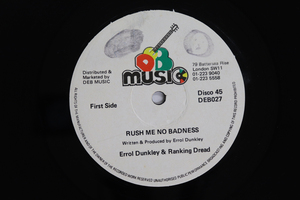 DEB
MUSIC
79 Battersea Rise
London SW11
01-223 9040
01-223 5558
Distributed &
Marketed by
DEB MUSIC
Disco 45
DEB027
First Side
RUSH ME NO BADNESS
Written & Produced by Errol Dunkley
Errol Dunkley & Ranking Dread